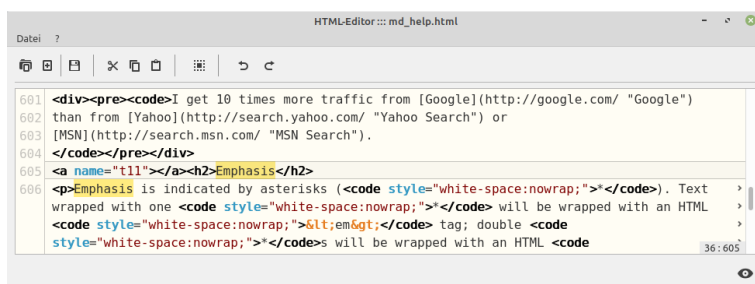 HTML-Editor ::: md_help.html
Datei ?
601 <div><pre><code>I get 10 times more traffic from [Google](http://google.com/ "Google")
602 than from [Yahoo](http://search.yahoo.com/ "Yahoo Search") or
603 [MSN](http://search.msn.com/ "MSN Search").
604 </code></pre></div>
605 <a name="t11"></a><h2>Emphasis</h2>
606 <p>Emphasis is indicated by asterisks (<code style="white-space:nowrap;">*</code>). Text
wrapped with one <code style="white-space:nowrap;">*</code> will be wrapped with an HTML
<code style="white-space:nowrap;">&lt;em&gt;</code> tag; double <code
style="white-space:nowrap;">*</code>s will be wrapped with an HTML <code
36:605